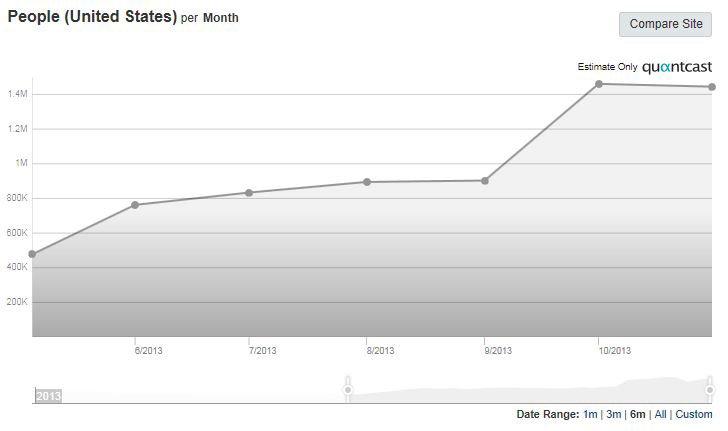 People (United States) per Month
Compare Site
Estimate Only quantcast
1.4M
1.2M
1M
800K
600K
400K
200K
6/2013 7/2013 8/2013 9/2013 10/2013
2013
Date Range: 1m | 3m | 6m | All | Custom